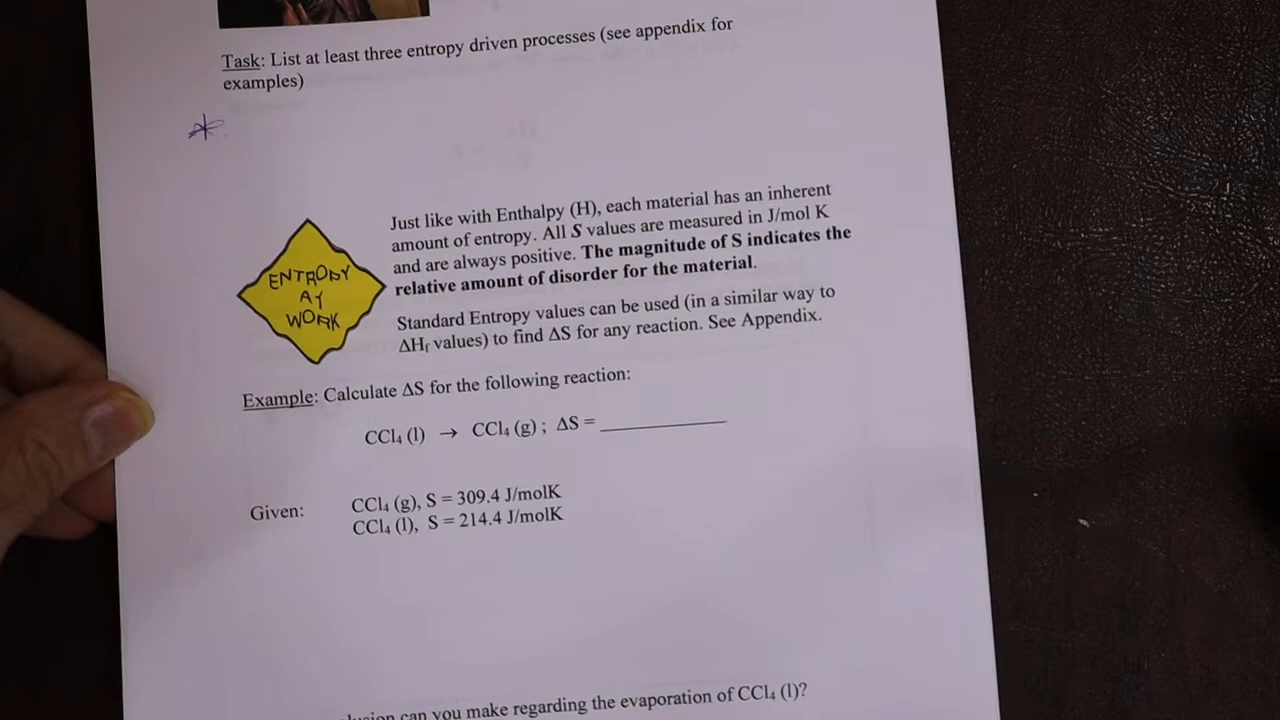 Task: List at least three entropy driven processes (see appendix for
examples)
Just like with Enthalpy (H), each material has an inherent
amount of entropy. All S values are measured in J/mol K
and are always positive. The magnitude of S indicates the
relative amount of disorder for the material.
ENTROPY
AT
WORK
Standard Entropy values can be used (in a similar way to
ΔHf values) to find ΔS for any reaction. See Appendix.
Example: Calculate ΔS for the following reaction:
CCl₄ (l) → CCl₄ (g) ; ΔS = ____________
Given: CCl₄ (g), S = 309.4 J/molK
CCl₄ (l), S = 214.4 J/molK
can you make regarding the evaporation of CCl₄ (l)?